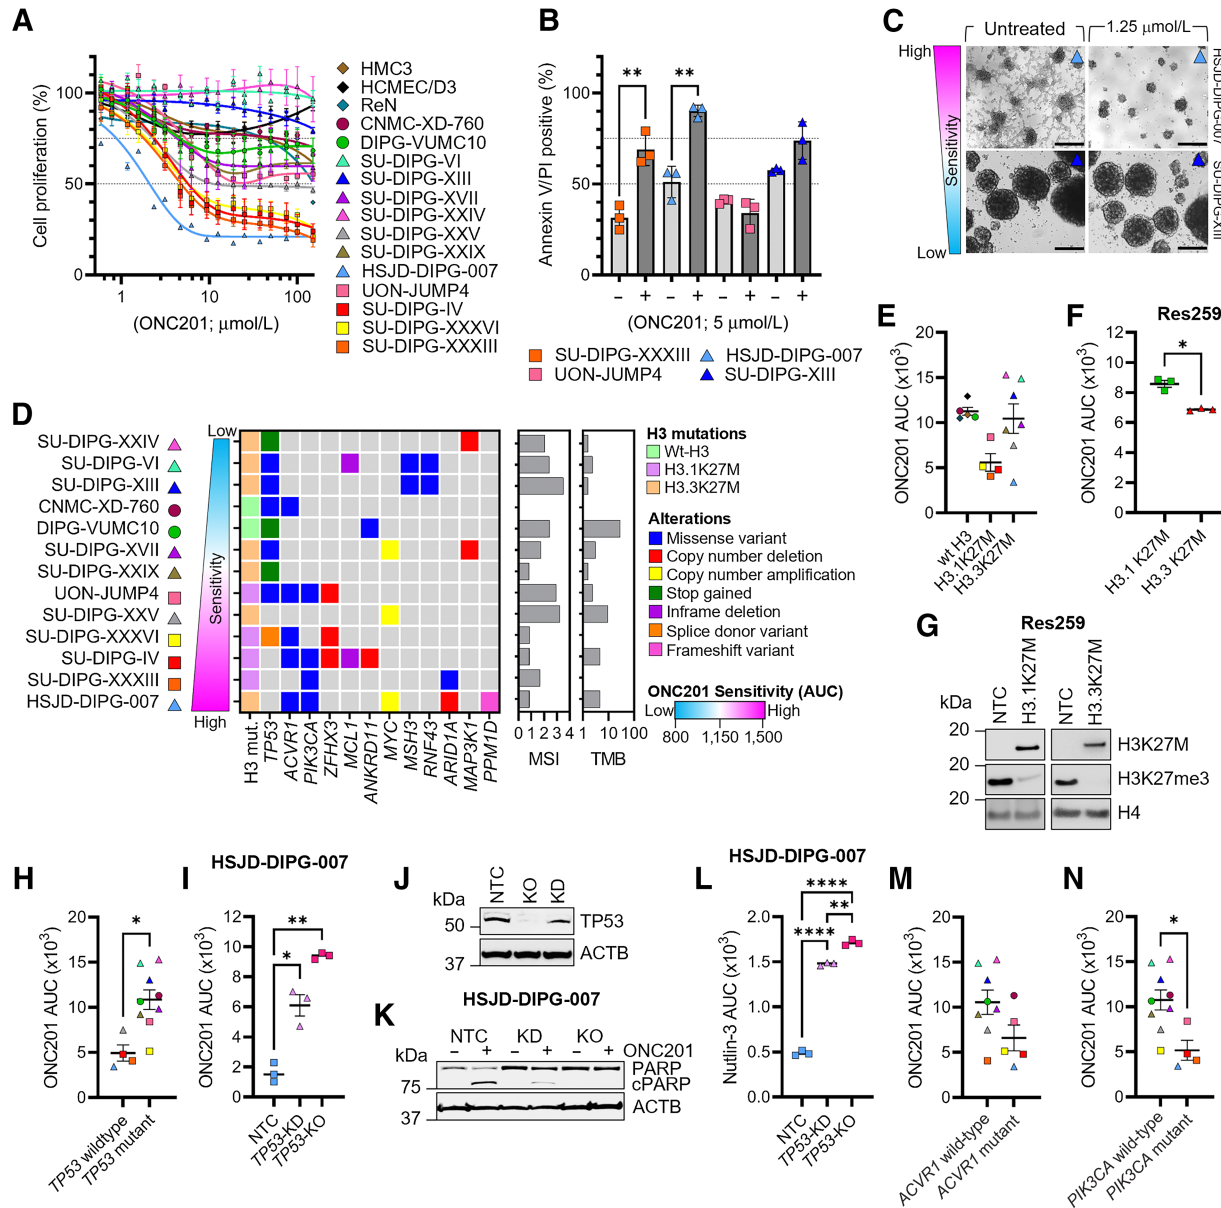 A
Cell proliferation (%)
100
50
0
1
10
100
(ONC201; μmol/L)
HMC3
HCMEC/D3
ReN
CNMC-XD-760
DIPG-VUMC10
SU-DIPG-VI
SU-DIPG-XIII
SU-DIPG-XVII
SU-DIPG-XXIV
SU-DIPG-XXV
SU-DIPG-XXIX
HSJD-DIPG-007
UON-JUMP4
SU-DIPG-IV
SU-DIPG-XXXVI
SU-DIPG-XXXIII
B
Annexin V/PI positive (%)
100
50
0
** **
– + – + – + – +
(ONC201; 5 μmol/L)
SU-DIPG-XXXIII HSJD-DIPG-007
UON-JUMP4 SU-DIPG-XIII
C
Untreated 1.25 μmol/L
High
Sensitivity
Low
HSJD-DIPG-007
SU-DIPG-XIII
D
SU-DIPG-XXIV
SU-DIPG-VI
SU-DIPG-XIII
CNMC-XD-760
DIPG-VUMC10
SU-DIPG-XVII
SU-DIPG-XXIX
UON-JUMP4
SU-DIPG-XXV
SU-DIPG-XXXVI
SU-DIPG-IV
SU-DIPG-XXXIII
HSJD-DIPG-007
Low
Sensitivity
High
H3 mut.
TP53
ACVR1
PIK3CA
ZFHX3
MCL1
ANKRD11
MYC
MSH3
RNF43
ARID1A
MAP3K1
PPM1D
0 1 2 3 4
MSI
1 10 100
TMB
H3 mutations
Wt-H3
H3.1K27M
H3.3K27M
Alterations
Missense variant
Copy number deletion
Copy number amplification
Stop gained
Inframe deletion
Splice donor variant
Frameshift variant
ONC201 Sensitivity (AUC)
Low High
800 1,150 1,500
E
ONC201 AUC (x10³)
20
15
10
5
0
wt H3
H3.1K27M
H3.3K27M
F
Res259
ONC201 AUC (x10³)
12
10
8
6
4
2
0
*
H3.1 K27M
H3.3 K27M
G
Res259
kDa
NTC
H3.1K27M
NTC
H3.3K27M
20
H3K27M
20
H3K27me3
20
H4
H
ONC201 AUC (x10³)
20
15
10
5
0
*
TP53 wildtype
TP53 mutant
I
HSJD-DIPG-007
ONC201 AUC (x10³)
12
10
8
6
4
2
0
**
*
NTC
TP53-KD
TP53-KO
J
kDa
NTC
KO
KD
50
TP53
37
ACTB
K
HSJD-DIPG-007
NTC KD KO
kDa
– + – + – + ONC201
PARP
75
cPARP
37
ACTB
L
HSJD-DIPG-007
Nutlin-3 AUC (x10³)
2.0
1.5
1.0
0.5
0.0
****
**
****
NTC
TP53-KD
TP53-KO
M
ONC201 AUC (x10³)
20
15
10
5
0
ACVR1 wild-type
ACVR1 mutant
N
ONC201 AUC (x10³)
20
15
10
5
0
*
PIK3CA wild-type
PIK3CA mutant